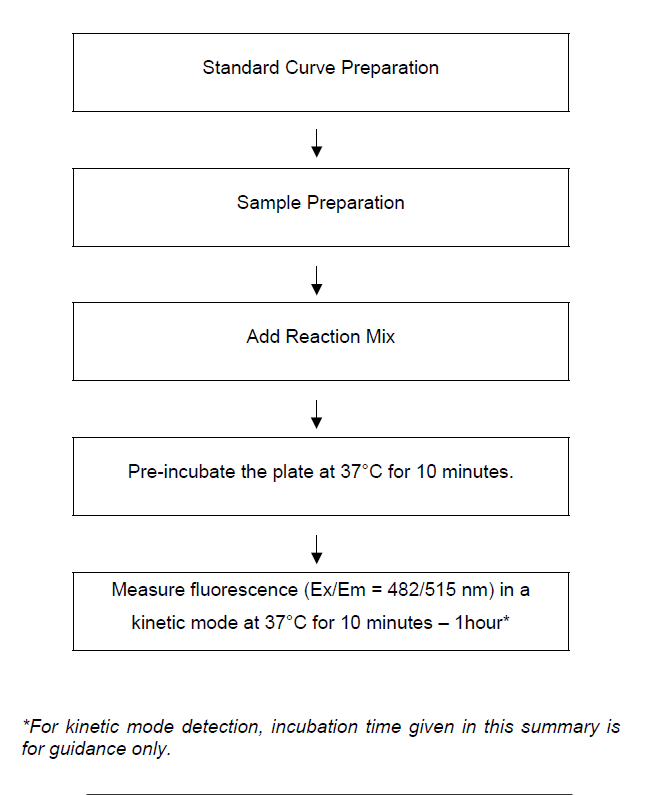 Standard Curve Preparation
Sample Preparation
Add Reaction Mix
Pre-incubate the plate at 37°C for 10 minutes.
Measure fluorescence (Ex/Em = 482/515 nm) in a
kinetic mode at 37°C for 10 minutes – 1hour*
*For kinetic mode detection, incubation time given in this summary is
for guidance only.